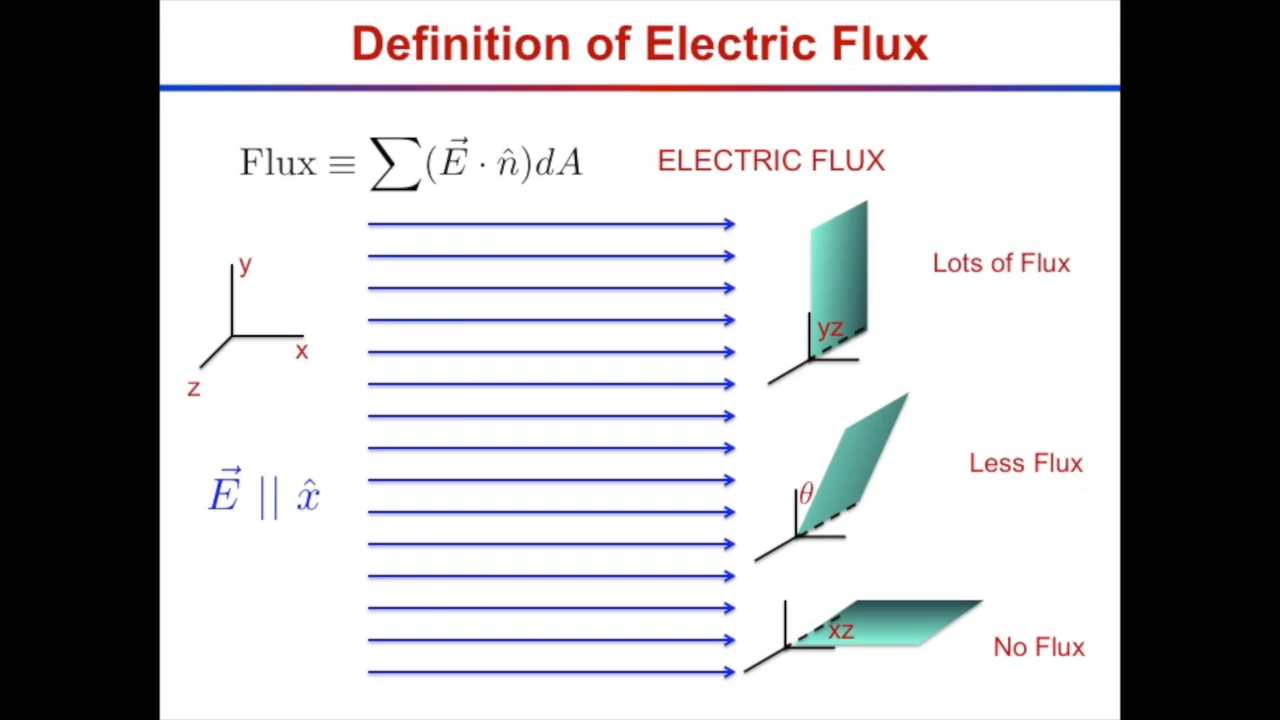 Definition of Electric Flux
Flux ≡ ∑(E⃗ · n̂)dA
ELECTRIC FLUX
y
x
z
Lots of Flux
yz
E⃗ || x̂
Less Flux
θ
xz
No Flux